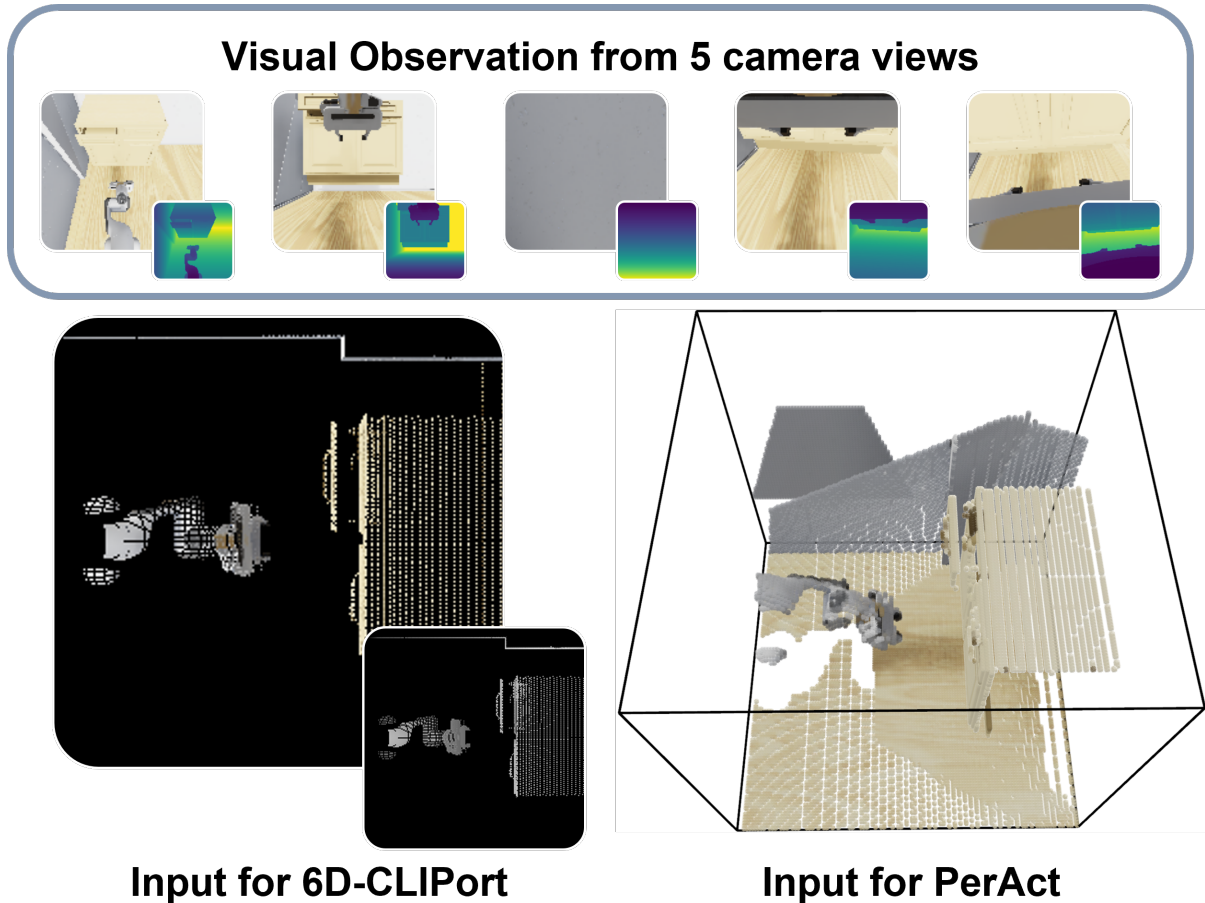 Visual Observation from 5 camera views
Input for 6D-CLIPort
Input for PerAct